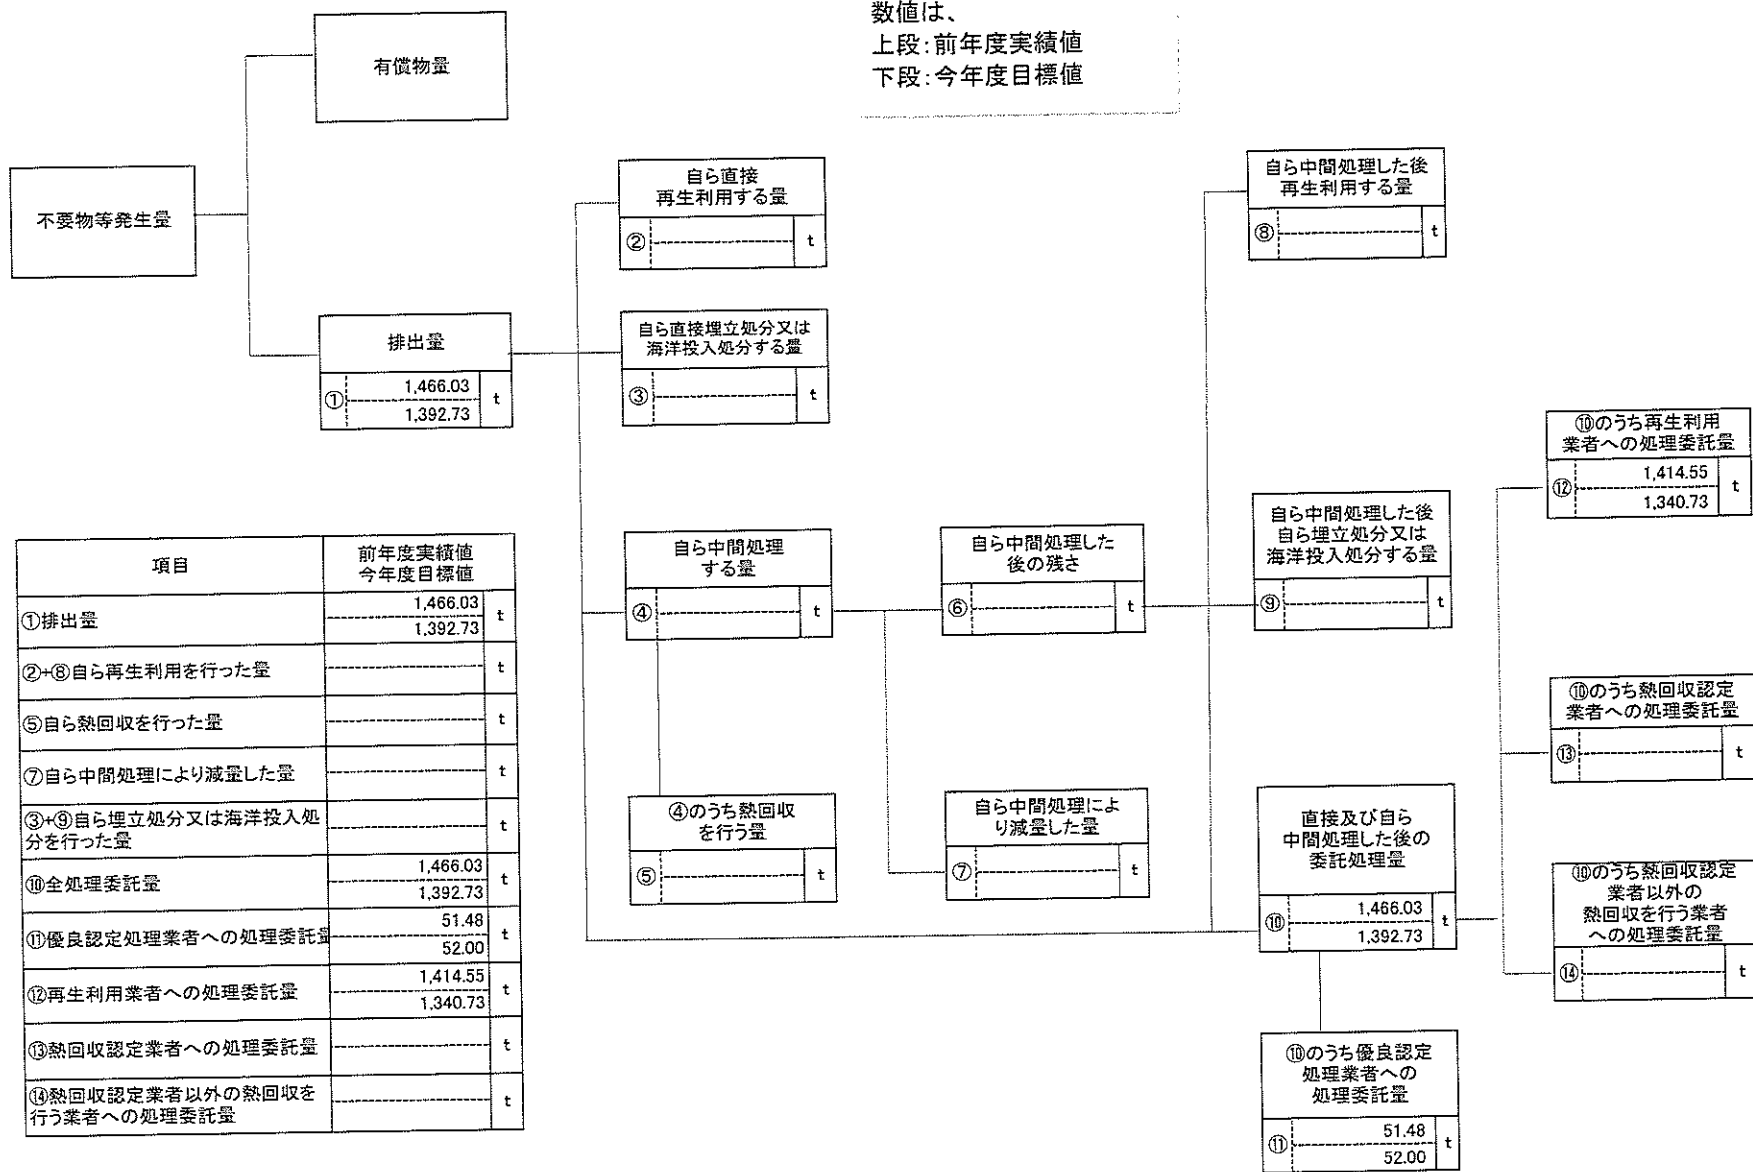 数値は、
上段:前年度実績値
下段:今年度目標値
有償物量
不要物等発生量
排出量
① 1,466.03 t
1,392.73
自ら直接
再生利用する量
② t
自ら直接埋立処分又は
海洋投入処分する量
③ t
自ら中間処理
する量
④ t
④のうち熱回収
を行う量
⑤ t
自ら中間処理した
後の残さ
⑥ t
自ら中間処理によ
り減量した量
⑦ t
自ら中間処理した後
再生利用する量
⑧ t
自ら中間処理した後
自ら埋立処分又は
海洋投入処分する量
⑨ t
直接及び自ら
中間処理した後の
委託処理量
⑩ 1,466.03 t
1,392.73
⑩のうち優良認定
処理業者への
処理委託量
⑪ 51.48 t
52.00
⑩のうち再生利用
業者への処理委託量
⑫ 1,414.55 t
1,340.73
⑩のうち熱回収認定
業者への処理委託量
⑬ t
⑩のうち熱回収認定
業者以外の
熱回収を行う業者
への処理委託量
⑭ t
項目 前年度実績値
今年度目標値
①排出量 1,466.03 t
1,392.73
②+⑧自ら再生利用を行った量 t
⑤自ら熱回収を行った量 t
⑦自ら中間処理により減量した量 t
③+⑨自ら埋立処分又は海洋投入処
分を行った量 t
⑩全処理委託量 1,466.03 t
1,392.73
⑪優良認定処理業者への処理委託量 51.48 t
52.00
⑫再生利用業者への処理委託量 1,414.55 t
1,340.73
⑬熱回収認定業者への処理委託量 t
⑭熱回収認定業者以外の熱回収を
行う業者への処理委託量 t